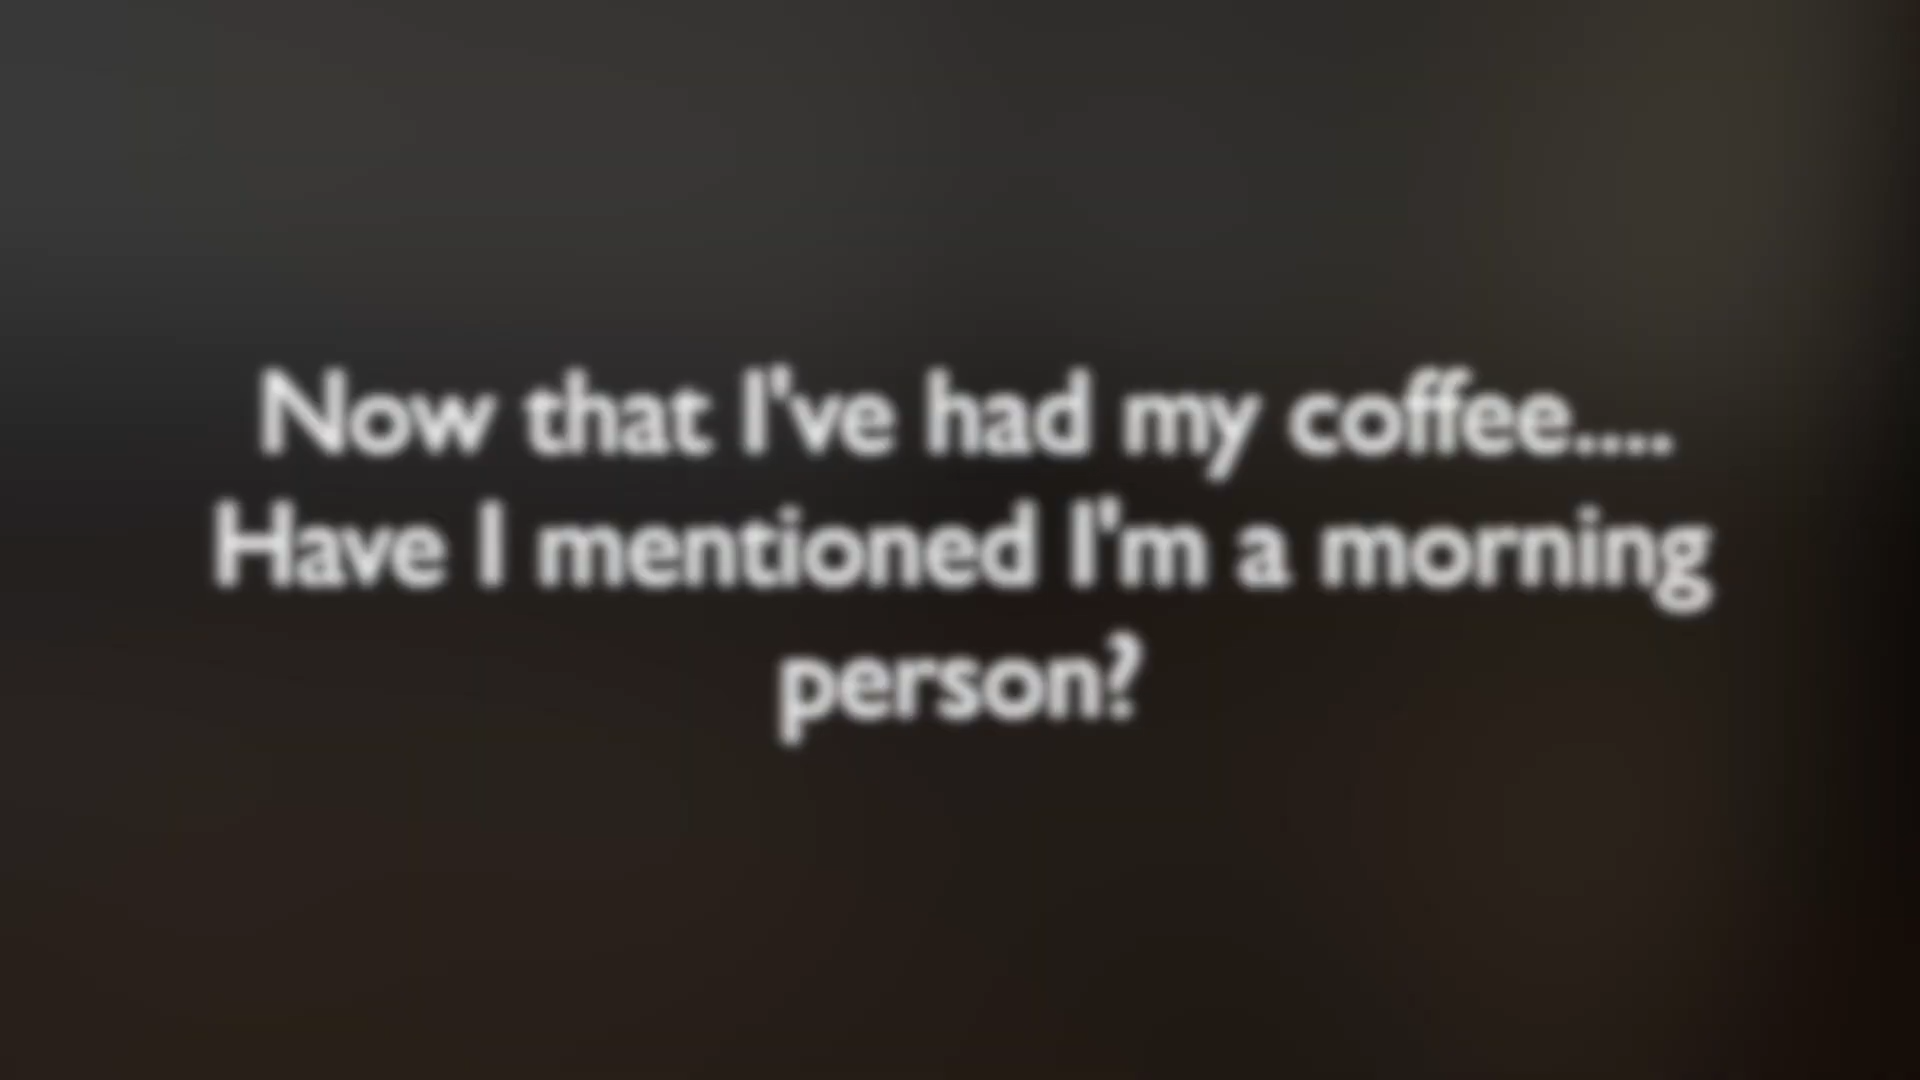 Now that I've had my coffee....
Have I mentioned I'm a morning
person?